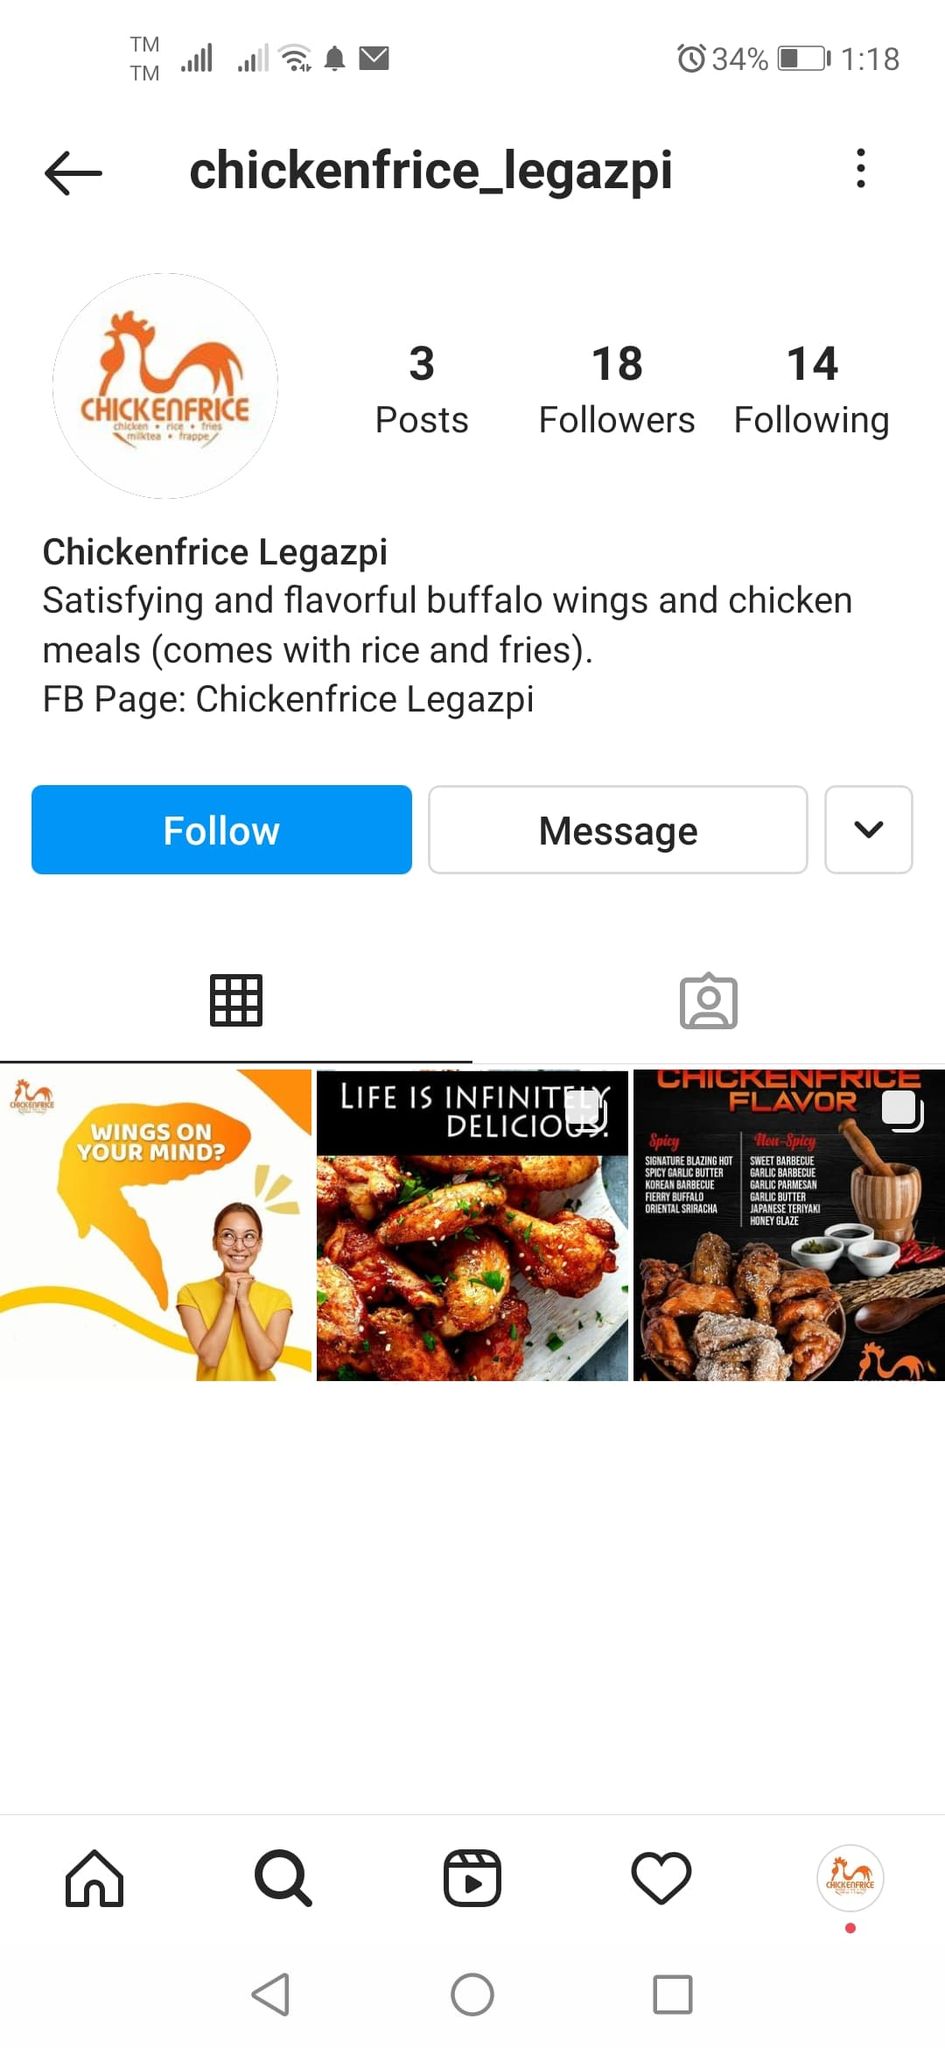 TM
TM
34% 1:18
chickenfrice_legazpi
CHICKENFRICE
chicken • rice • fries
milktea • frappe
3
Posts
18
Followers
14
Following
Chickenfrice Legazpi
Satisfying and flavorful buffalo wings and chicken
meals (comes with rice and fries).
FB Page: Chickenfrice Legazpi
Follow
Message
CHICKENFRICE
WINGS ON
YOUR MIND?
LIFE IS INFINITELY
DELICIOUS.
CHICKENFRICE
FLAVOR
Spicy
SIGNATURE BLAZING HOT
SPICY GARLIC BUTTER
KOREAN BARBECUE
FIERRY BUFFALO
ORIENTAL SRIRACHA
Non-Spicy
SWEET BARBECUE
GARLIC BARBECUE
GARLIC PARMESAN
GARLIC BUTTER
JAPANESE TERIYAKI
HONEY GLAZE
CHICKENFRICE